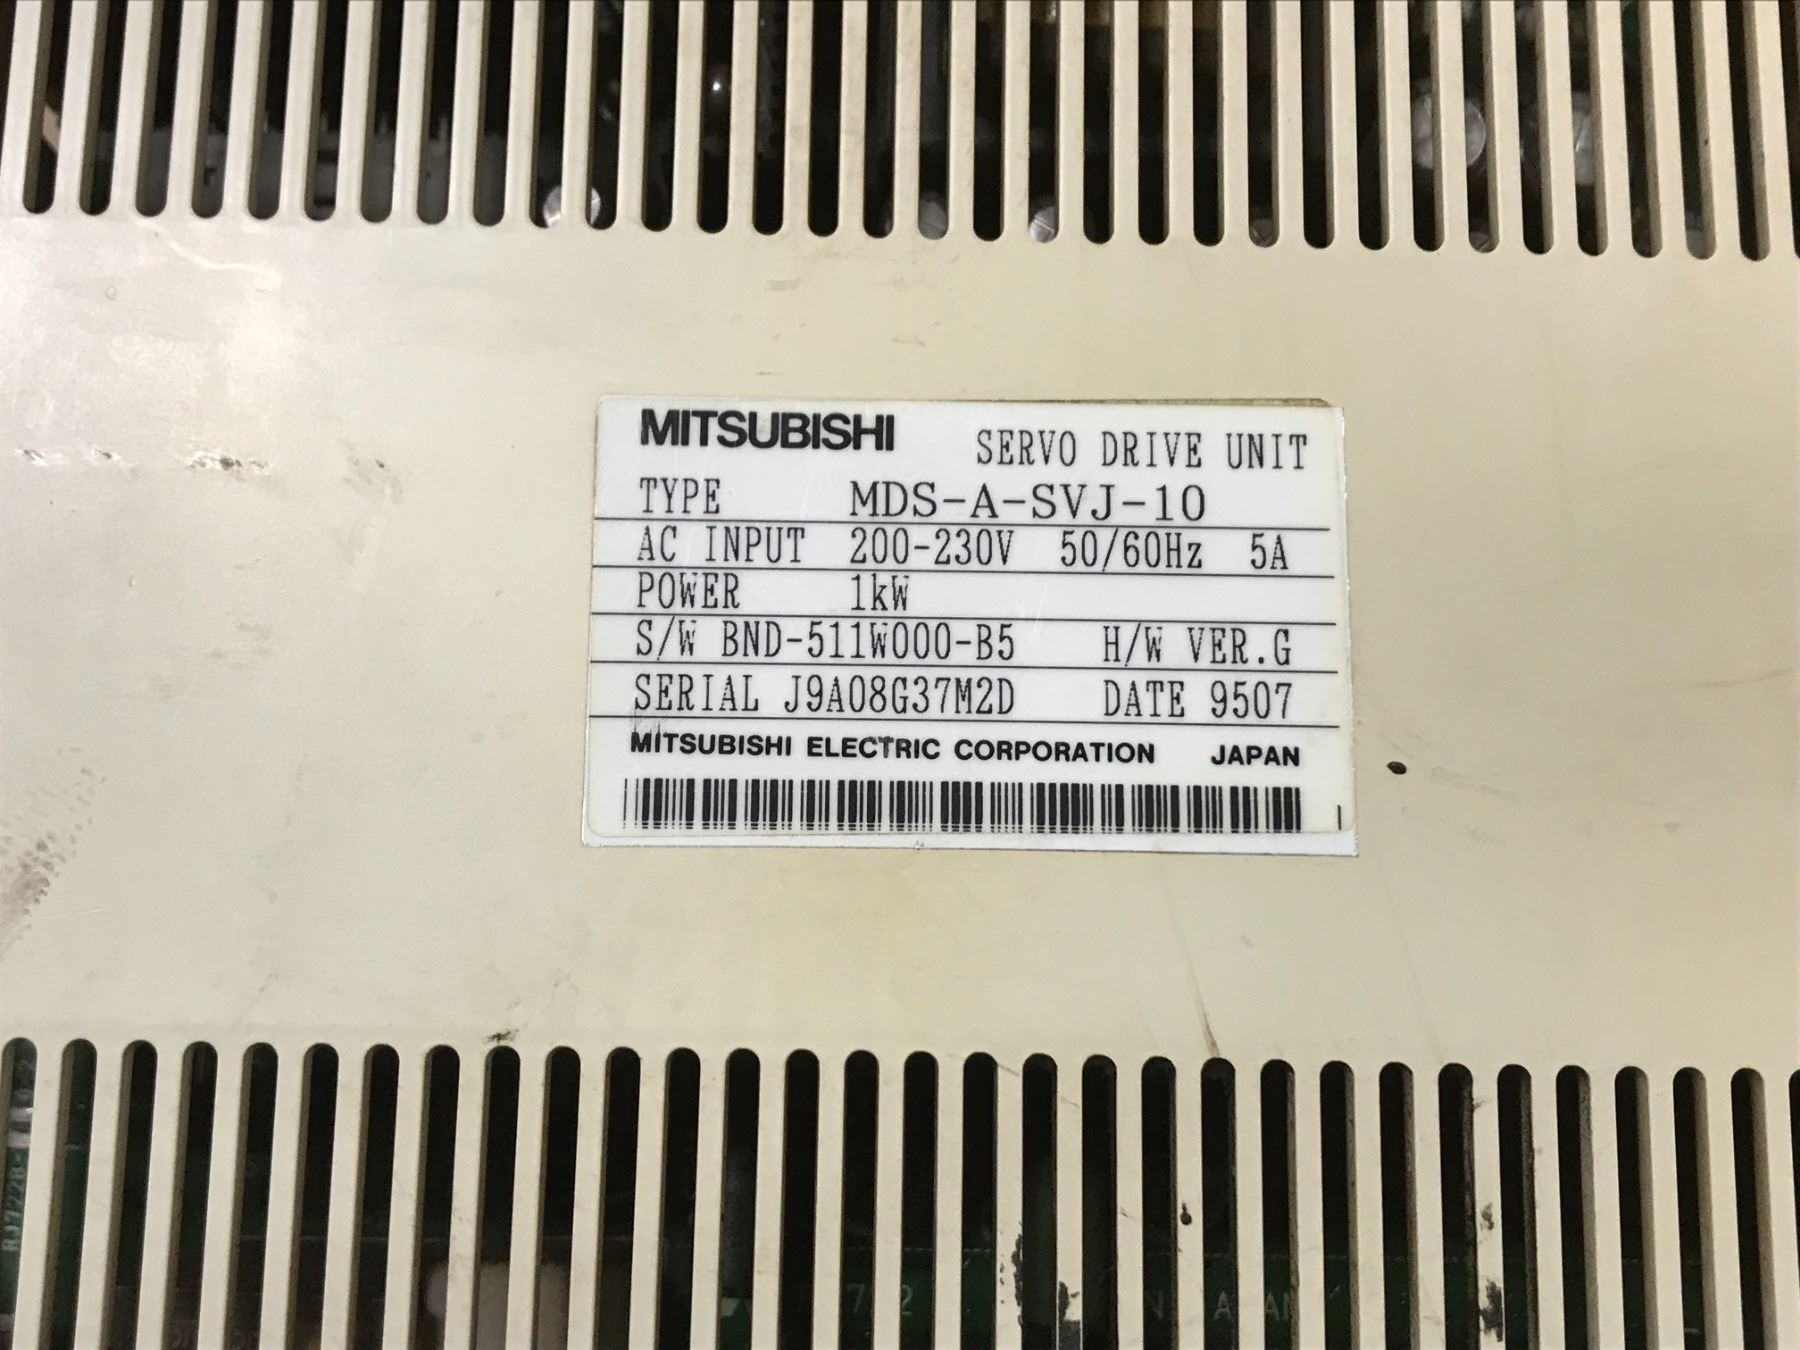 MITSUBISHI SERVO DRIVE UNIT
TYPE MDS-A-SVJ-10
AC INPUT 200-230V 50/60Hz 5A
POWER 1kW
S/W BND-511W000-B5 H/W VER.G
SERIAL J9A08G37M2D DATE 9507
MITSUBISHI ELECTRIC CORPORATION JAPAN